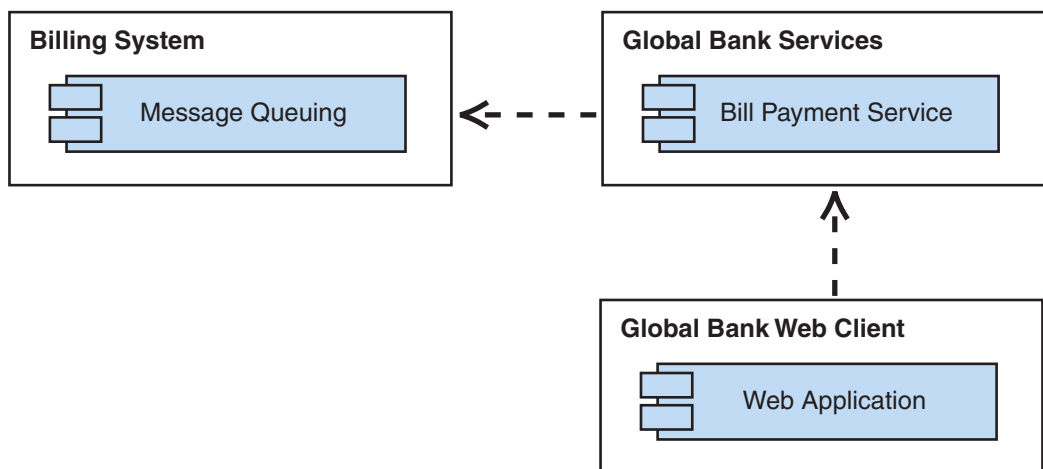 Billing System
Message Queuing
Global Bank Services
Bill Payment Service
Global Bank Web Client
Web Application